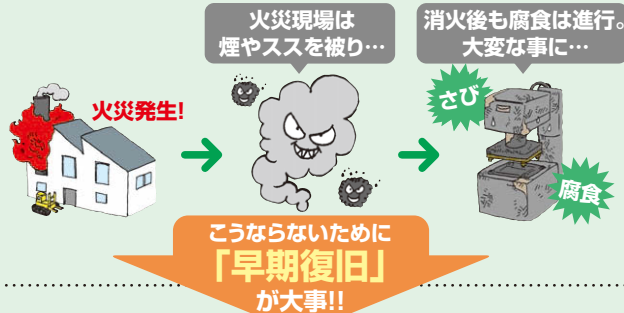 火災発生!
火災現場は
煙やススを被り…
消火後も腐食は進行。
大変な事に…
さび
腐食
こうならないために
「早期復旧」
が大事!!